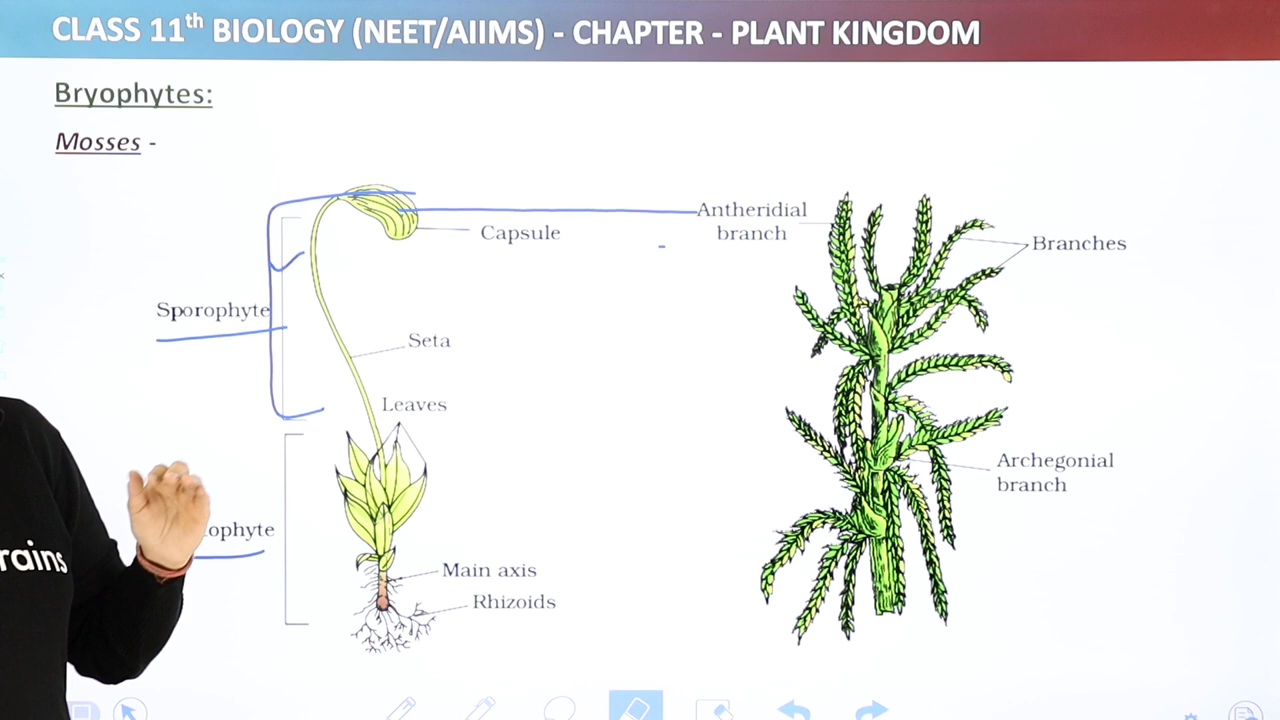 CLASS 11th BIOLOGY (NEET/AIIMS) - CHAPTER - PLANT KINGDOM
Bryophytes:
Mosses -
Antheridial
branch
Capsule
Branches
Sporophyte
Seta
Leaves
Archegonial
branch
ophyte
rains
Main axis
Rhizoids